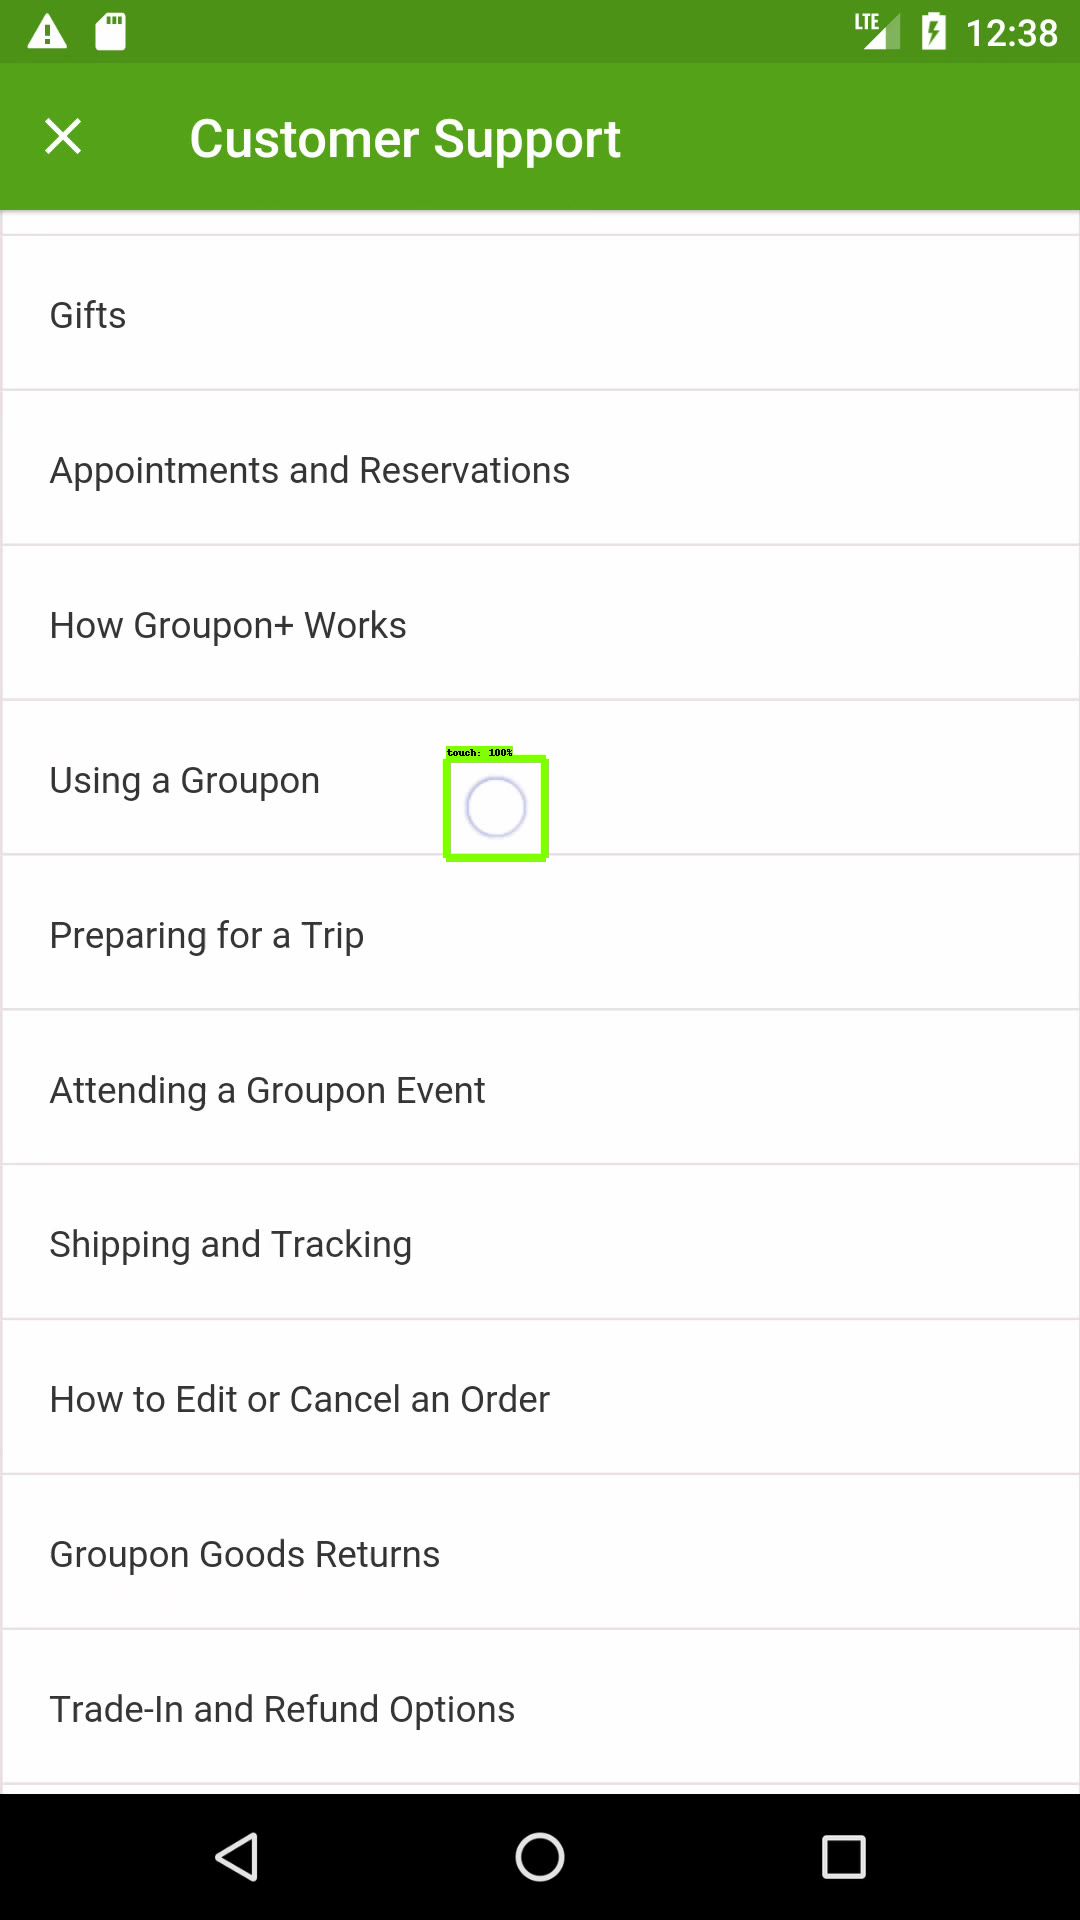 LTE 12:38
Customer Support
Gifts
Appointments and Reservations
How Groupon+ Works
touch: 100%
Using a Groupon
Preparing for a Trip
Attending a Groupon Event
Shipping and Tracking
How to Edit or Cancel an Order
Groupon Goods Returns
Trade-In and Refund Options